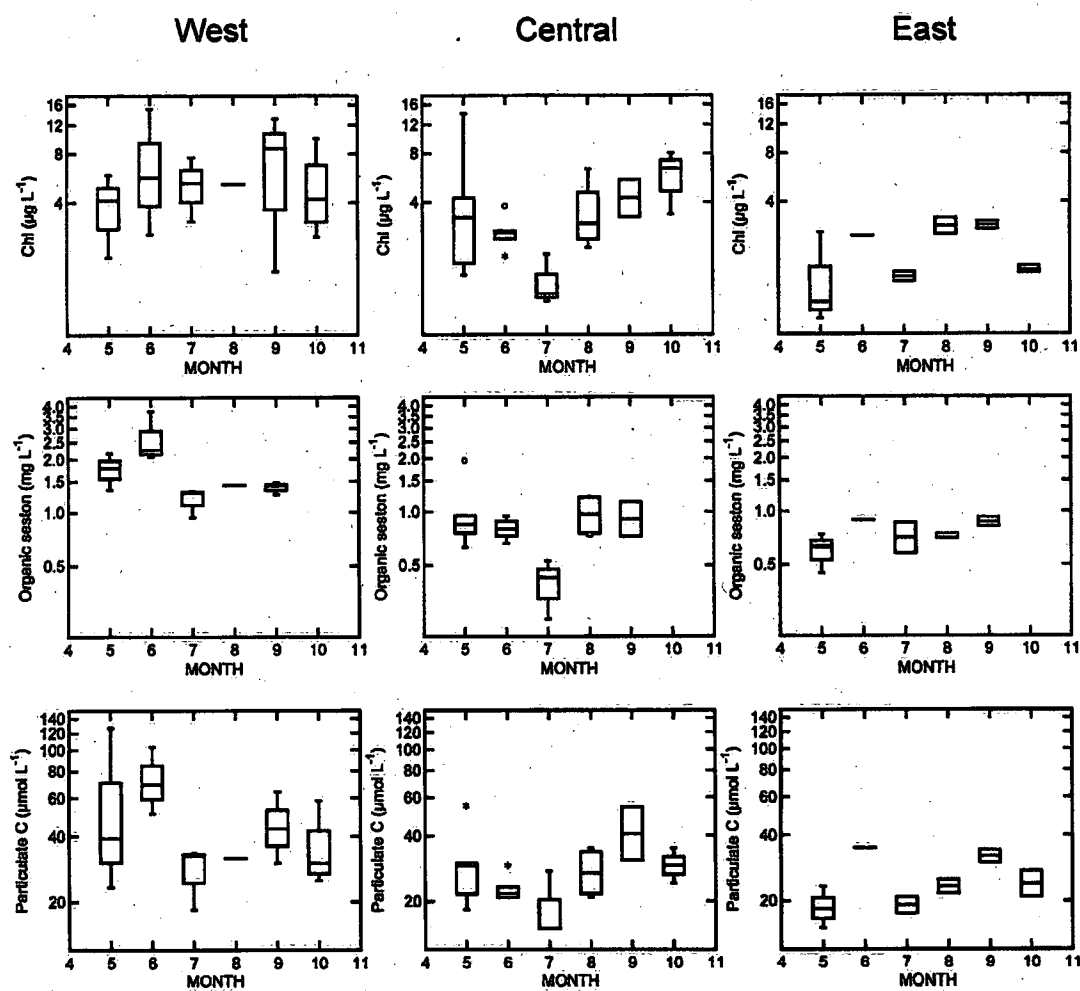 West Central East
Chl (µg L⁻¹)
16
12
8
4
4 5 6 7 8 9 10 11
MONTH
Chl (µg L⁻¹)
16
12
8
4
4 5 6 7 8 9 10 11
MONTH
Chl (µg L⁻¹)
16
12
8
4
4 5 6 7 8 9 10 11
MONTH
Organic seston (mg L⁻¹)
4.0
3.5
3.0
2.5
2.0
1.5
1.0
0.5
4 5 6 7 8 9 10 11
MONTH
Organic seston (mg L⁻¹)
4.0
3.5
3.0
2.5
2.0
1.5
1.0
0.5
4 5 6 7 8 9 10 11
MONTH
Organic seston (mg L⁻¹)
4.0
3.5
3.0
2.5
2.0
1.5
1.0
0.5
4 5 6 7 8 9 10 11
MONTH
Particulate C (µmol L⁻¹)
140
120
100
80
60
40
20
4 5 6 7 8 9 10 11
MONTH
Particulate C (µmol L⁻¹)
140
120
100
80
60
40
20
4 5 6 7 8 9 10 11
MONTH
Particulate C (µmol L⁻¹)
140
120
100
80
60
40
20
4 5 6 7 8 9 10 11
MONTH